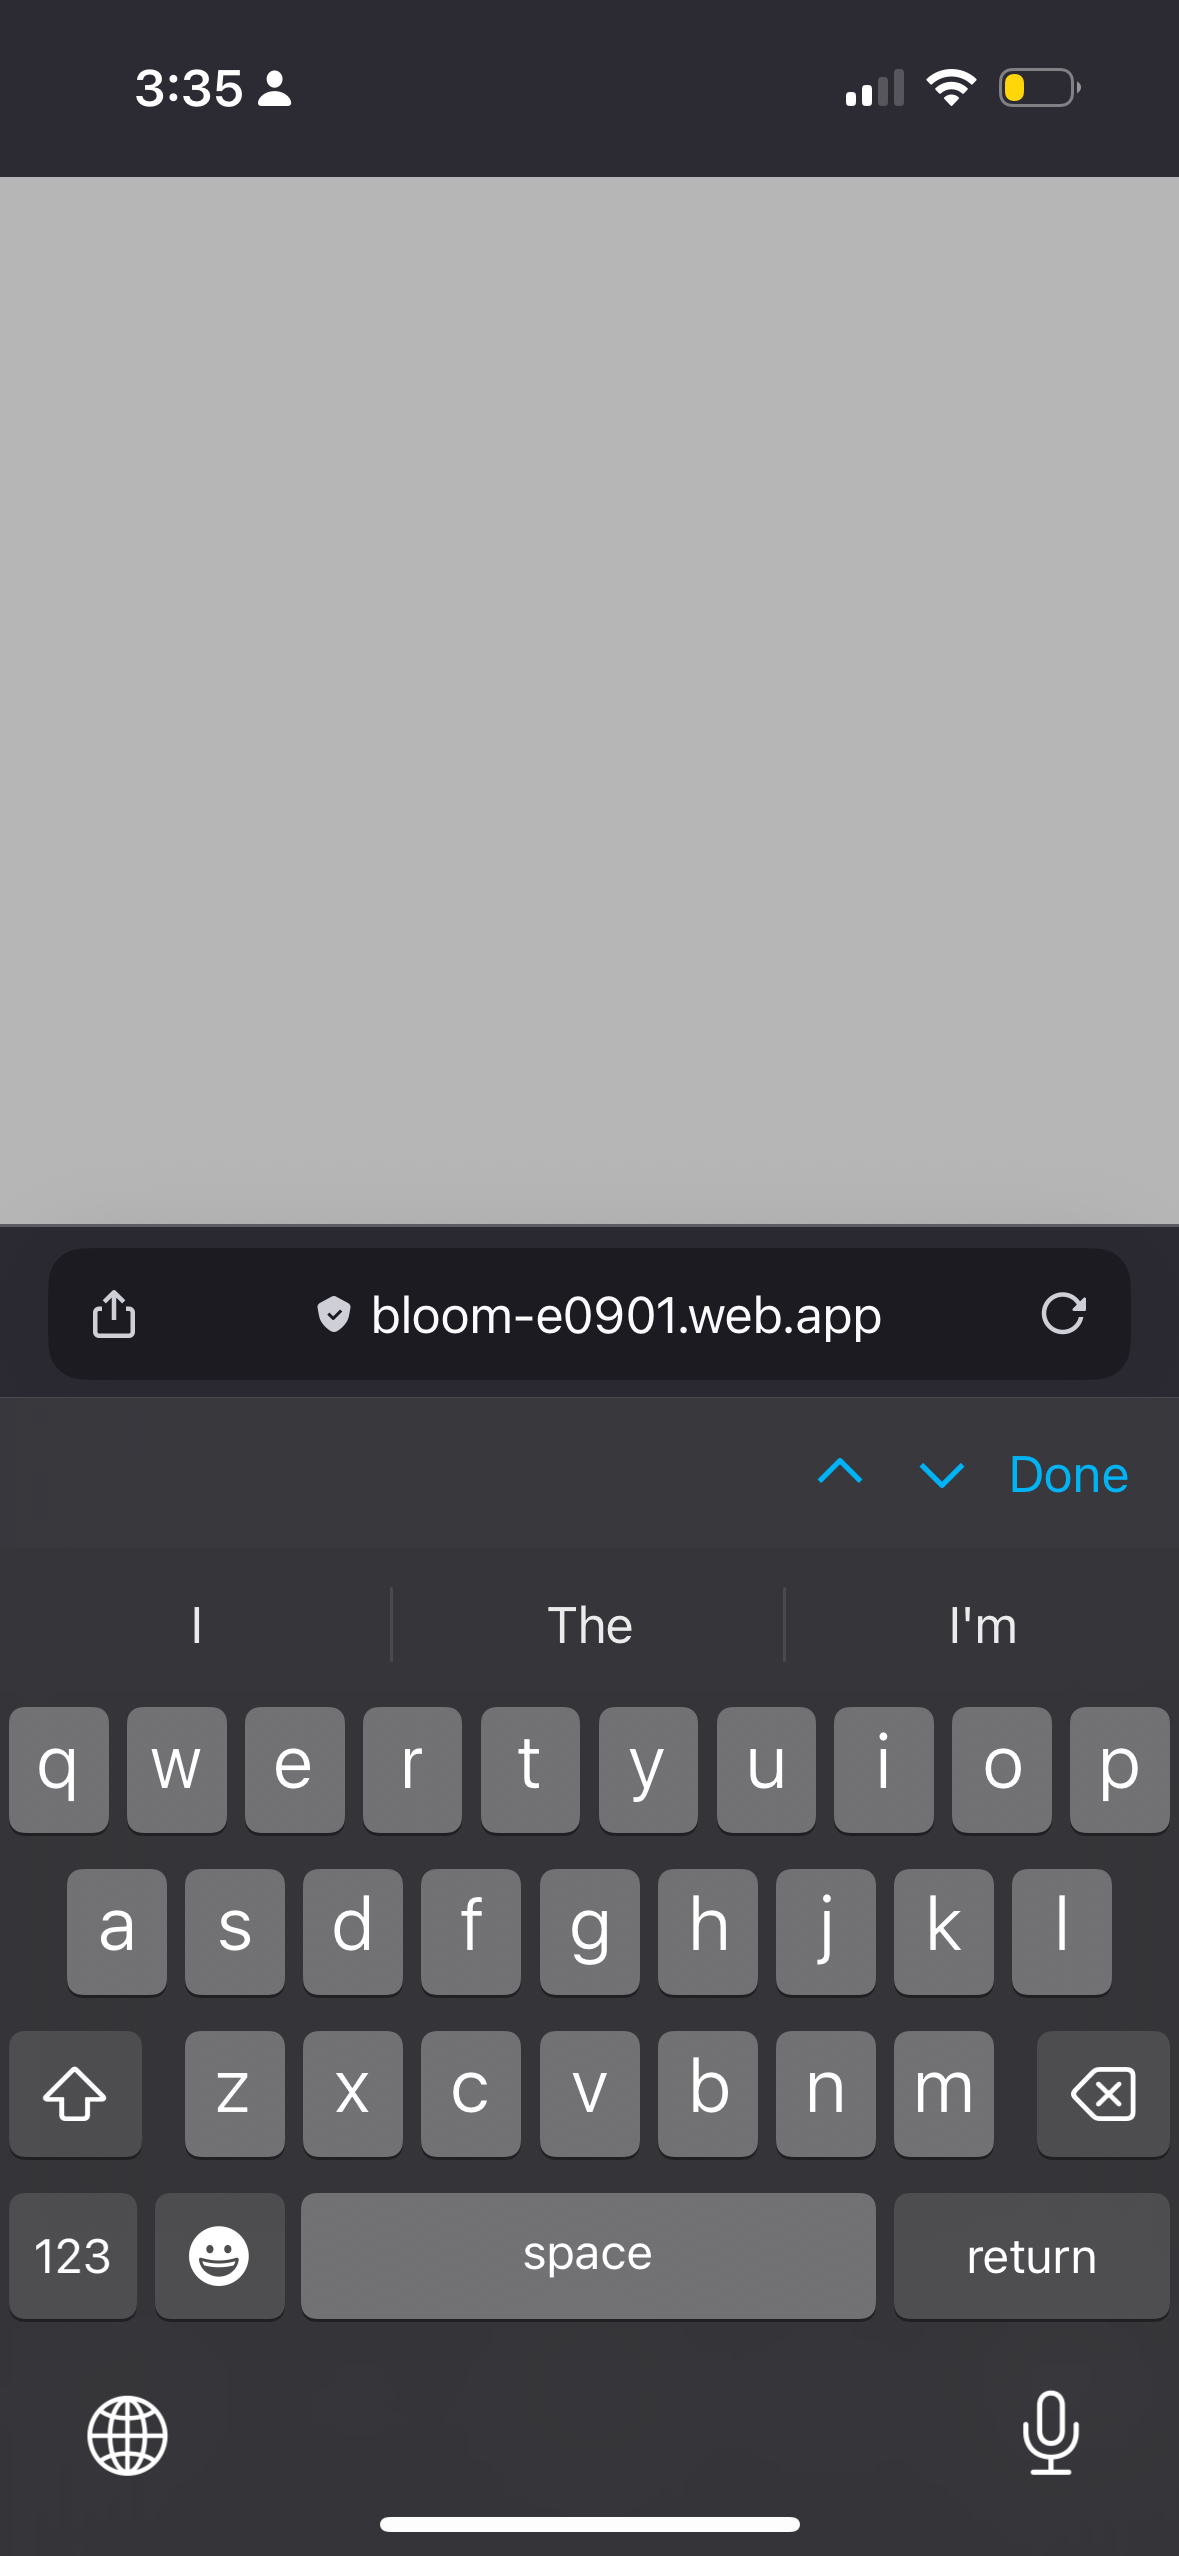 3:35
bloom-e0901.web.app
Done
I The I'm
q w e r t y u i o p
a s d f g h j k l
z x c v b n m
123 space return